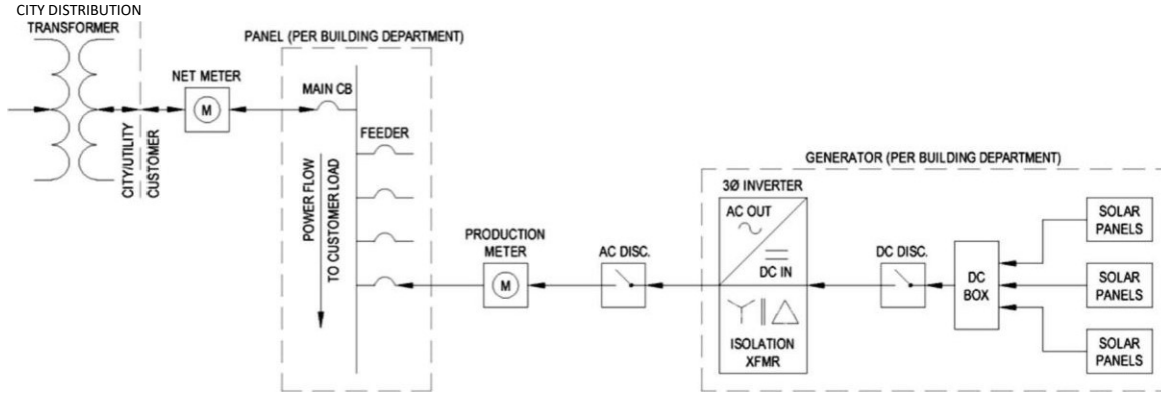 CITY DISTRIBUTION
TRANSFORMER
PANEL (PER BUILDING DEPARTMENT)
NET METER
M
MAIN CB
FEEDER
CITY/UTILITY
CUSTOMER
POWER FLOW
TO CUSTOMER LOAD
PRODUCTION
METER
M
AC DISC.
GENERATOR (PER BUILDING DEPARTMENT)
3Ø INVERTER
AC OUT
DC IN
ISOLATION
XFMR
DC DISC.
DC
BOX
SOLAR
PANELS
SOLAR
PANELS
SOLAR
PANELS